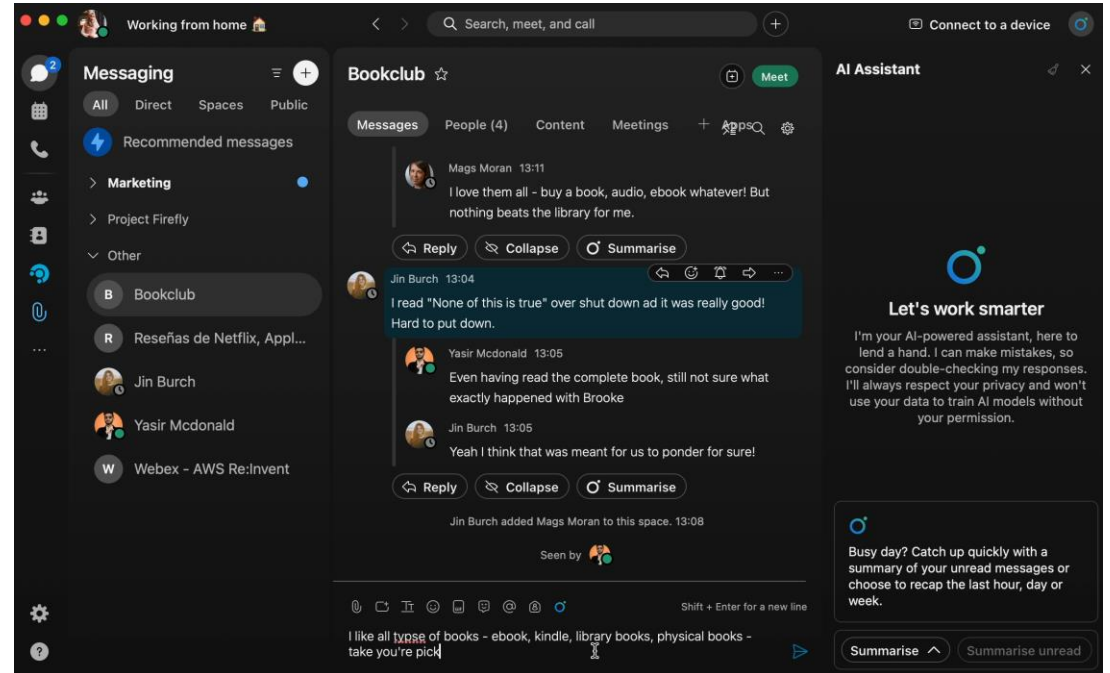 Working from home
Search, meet, and call
Connect to a device
2
Messaging
All Direct Spaces Public
Recommended messages
Marketing
Project Firefly
Other
B Bookclub
R Reseñas de Netflix, Appl...
Jin Burch
Yasir Mcdonald
W Webex - AWS Re:Invent
Bookclub
Meet
Messages People (4) Content Meetings + Apps
Mags Moran 13:11
I love them all - buy a book, audio, ebook whatever! But
nothing beats the library for me.
Reply Collapse Summarise
Jin Burch 13:04
I read "None of this is true" over shut down ad it was really good!
Hard to put down.
Yasir Mcdonald 13:05
Even having read the complete book, still not sure what
exactly happened with Brooke
Jin Burch 13:05
Yeah I think that was meant for us to ponder for sure!
Reply Collapse Summarise
Jin Burch added Mags Moran to this space. 13:08
Seen by
Shift + Enter for a new line
I like all typse of books - ebook, kindle, library books, physical books -
take you're pick
AI Assistant
Let's work smarter
I'm your AI-powered assistant, here to
lend a hand. I can make mistakes, so
consider double-checking my responses.
I'll always respect your privacy and won't
use your data to train AI models without
your permission.
Busy day? Catch up quickly with a
summary of your unread messages or
choose to recap the last hour, day or
week.
Summarise Summarise unread